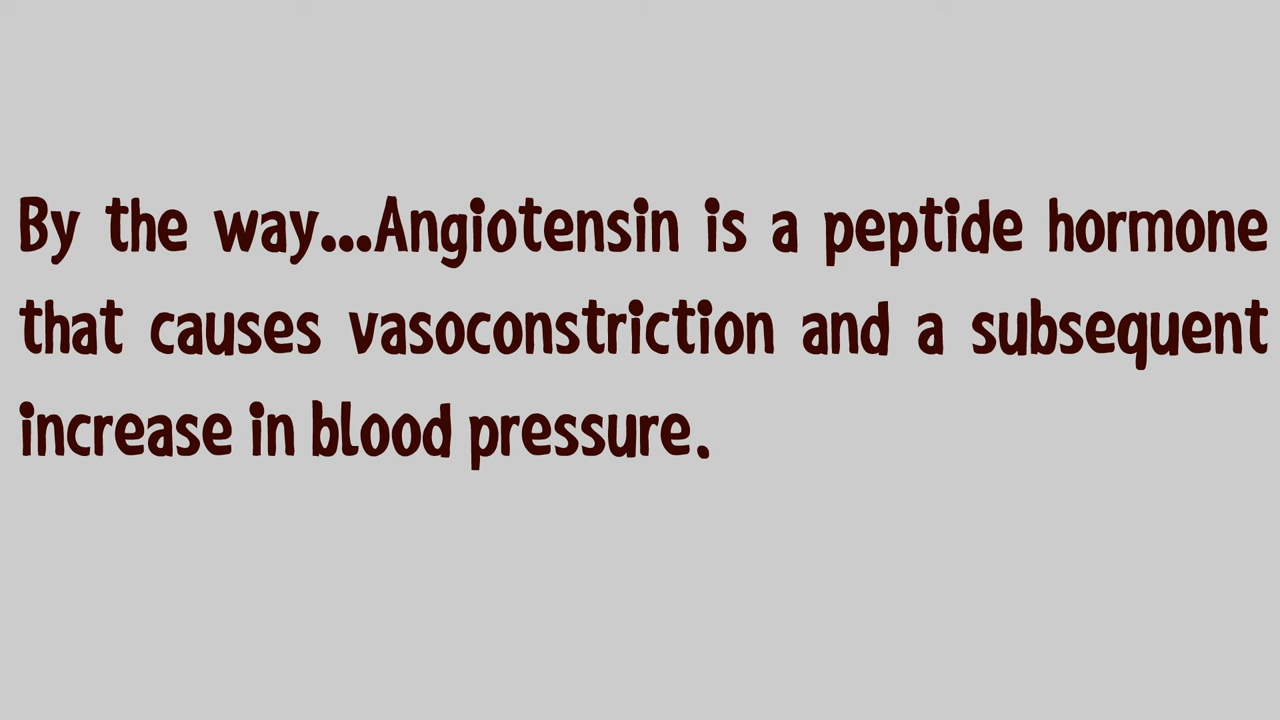 By the way...Angiotensin is a peptide hormone
that causes vasoconstriction and a subsequent
increase in blood pressure.